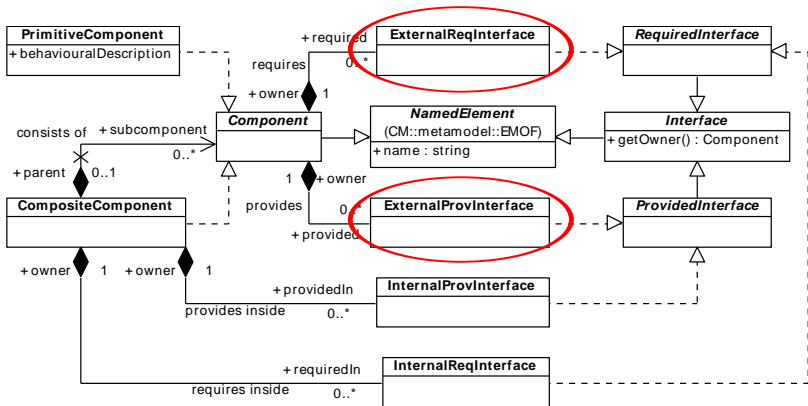 PrimitiveComponent
+ behaviouralDescription
+ required
ExternalReqInterface
RequiredInterface
requires
0..*
+ owner
1
Component
NamedElement
(CM::metamodel::EMOF)
+ name : string
Interface
+ getOwner() : Component
consists of
+ subcomponent
0..*
+ parent
0..1
1
+ owner
provides
0..*
+ provided
ExternalProvInterface
ProvidedInterface
CompositeComponent
+ owner
1
+ owner
1
+ providedIn
provides inside
0..*
InternalProvInterface
+ requiredIn
requires inside
0..*
InternalReqInterface